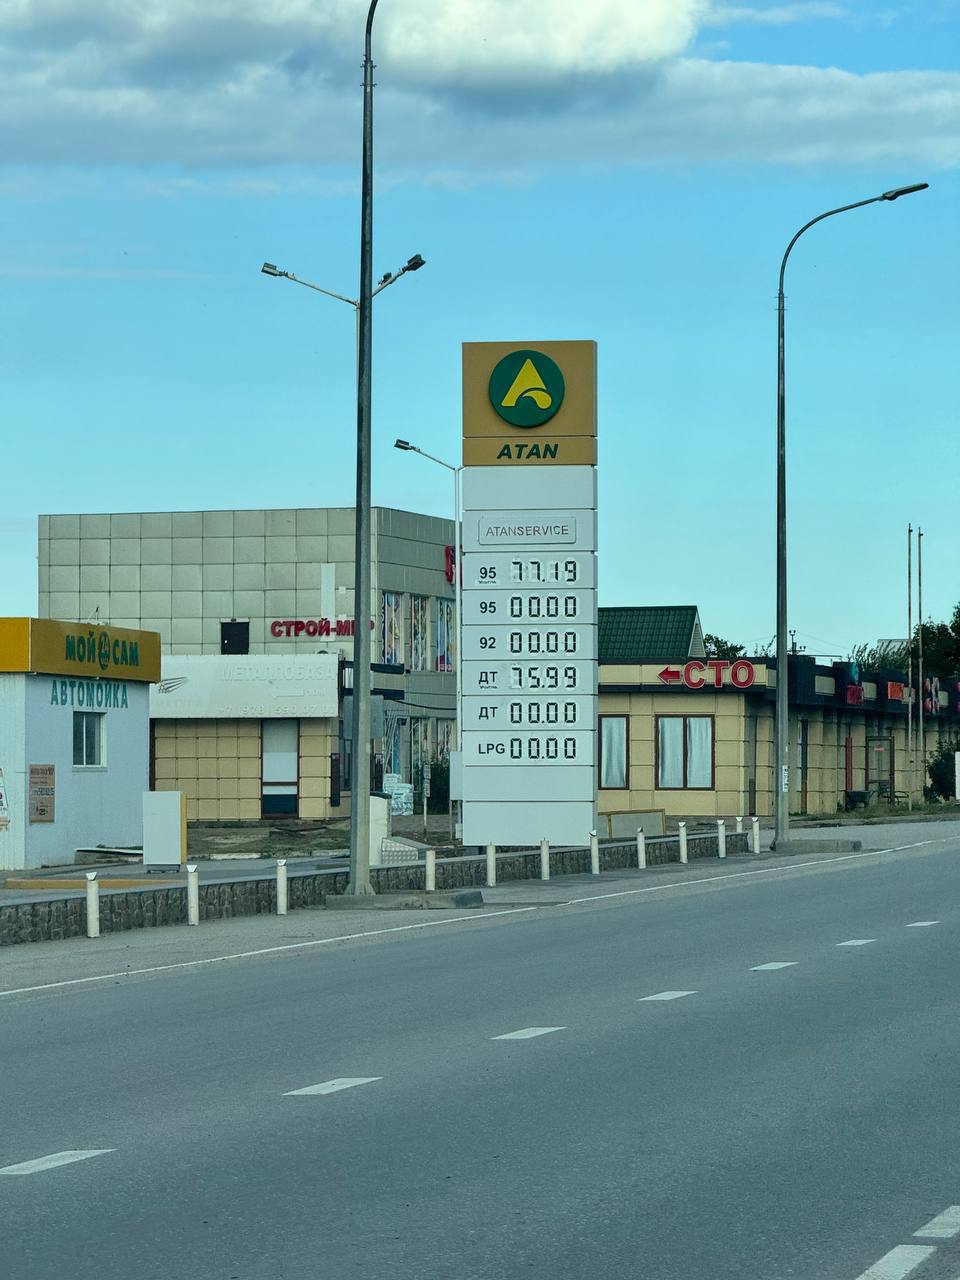 ATAN
ATANSERVICE
95 77.19
95 00.00
92 00.00
ДТ 75.99
ДТ 00.00
LPG 00.00
СТРОЙ-МИР
МОЙ САМ
АВТОМОЙКА
МЕТАЛЛОБАЗА
←СТО